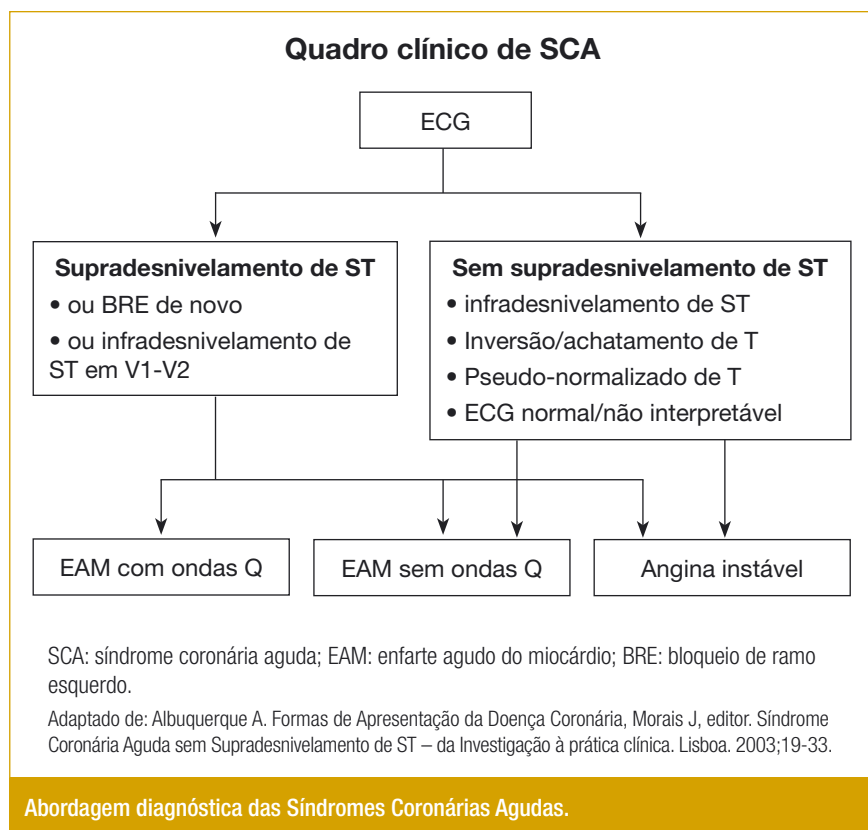 Quadro clínico de SCA
ECG
Supradesnivelamento de ST
• ou BRE de novo
• ou infradesnivelamento de
ST em V1-V2
Sem supradesnivelamento de ST
• infradesnivelamento de ST
• Inversão/achatamento de T
• Pseudo-normalizado de T
• ECG normal/não interpretável
EAM com ondas Q
EAM sem ondas Q
Angina instável
SCA: síndrome coronária aguda; EAM: enfarte agudo do miocárdio; BRE: bloqueio de ramo
esquerdo.
Adaptado de: Albuquerque A. Formas de Apresentação da Doença Coronária, Morais J, editor. Síndrome
Coronária Aguda sem Supradesnivelamento de ST – da Investigação à prática clínica. Lisboa. 2003;19-33.
Abordagem diagnóstica das Síndromes Coronárias Agudas.